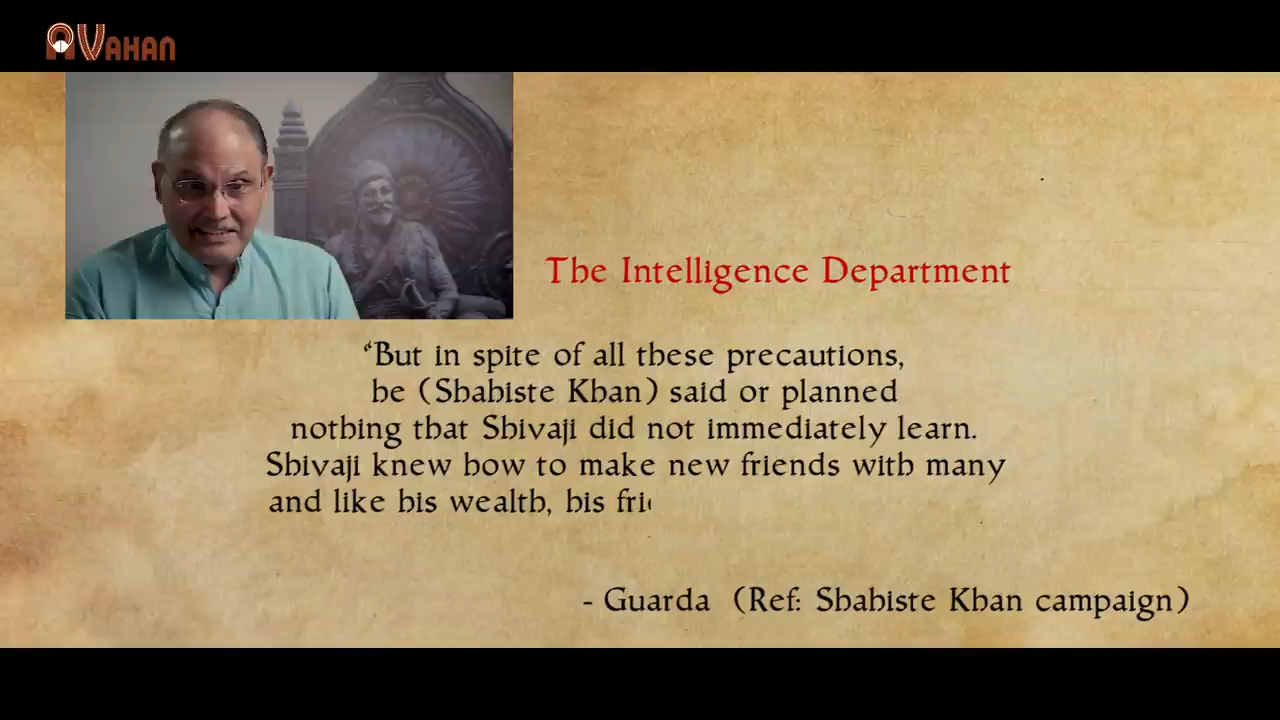 AVAHAN
The Intelligence Department
“But in spite of all these precautions,
he (Shahiste Khan) said or planned
nothing that Shivaji did not immediately learn.
Shivaji knew how to make new friends with many
and like his wealth, his
- Guarda (Ref: Shahiste Khan campaign)